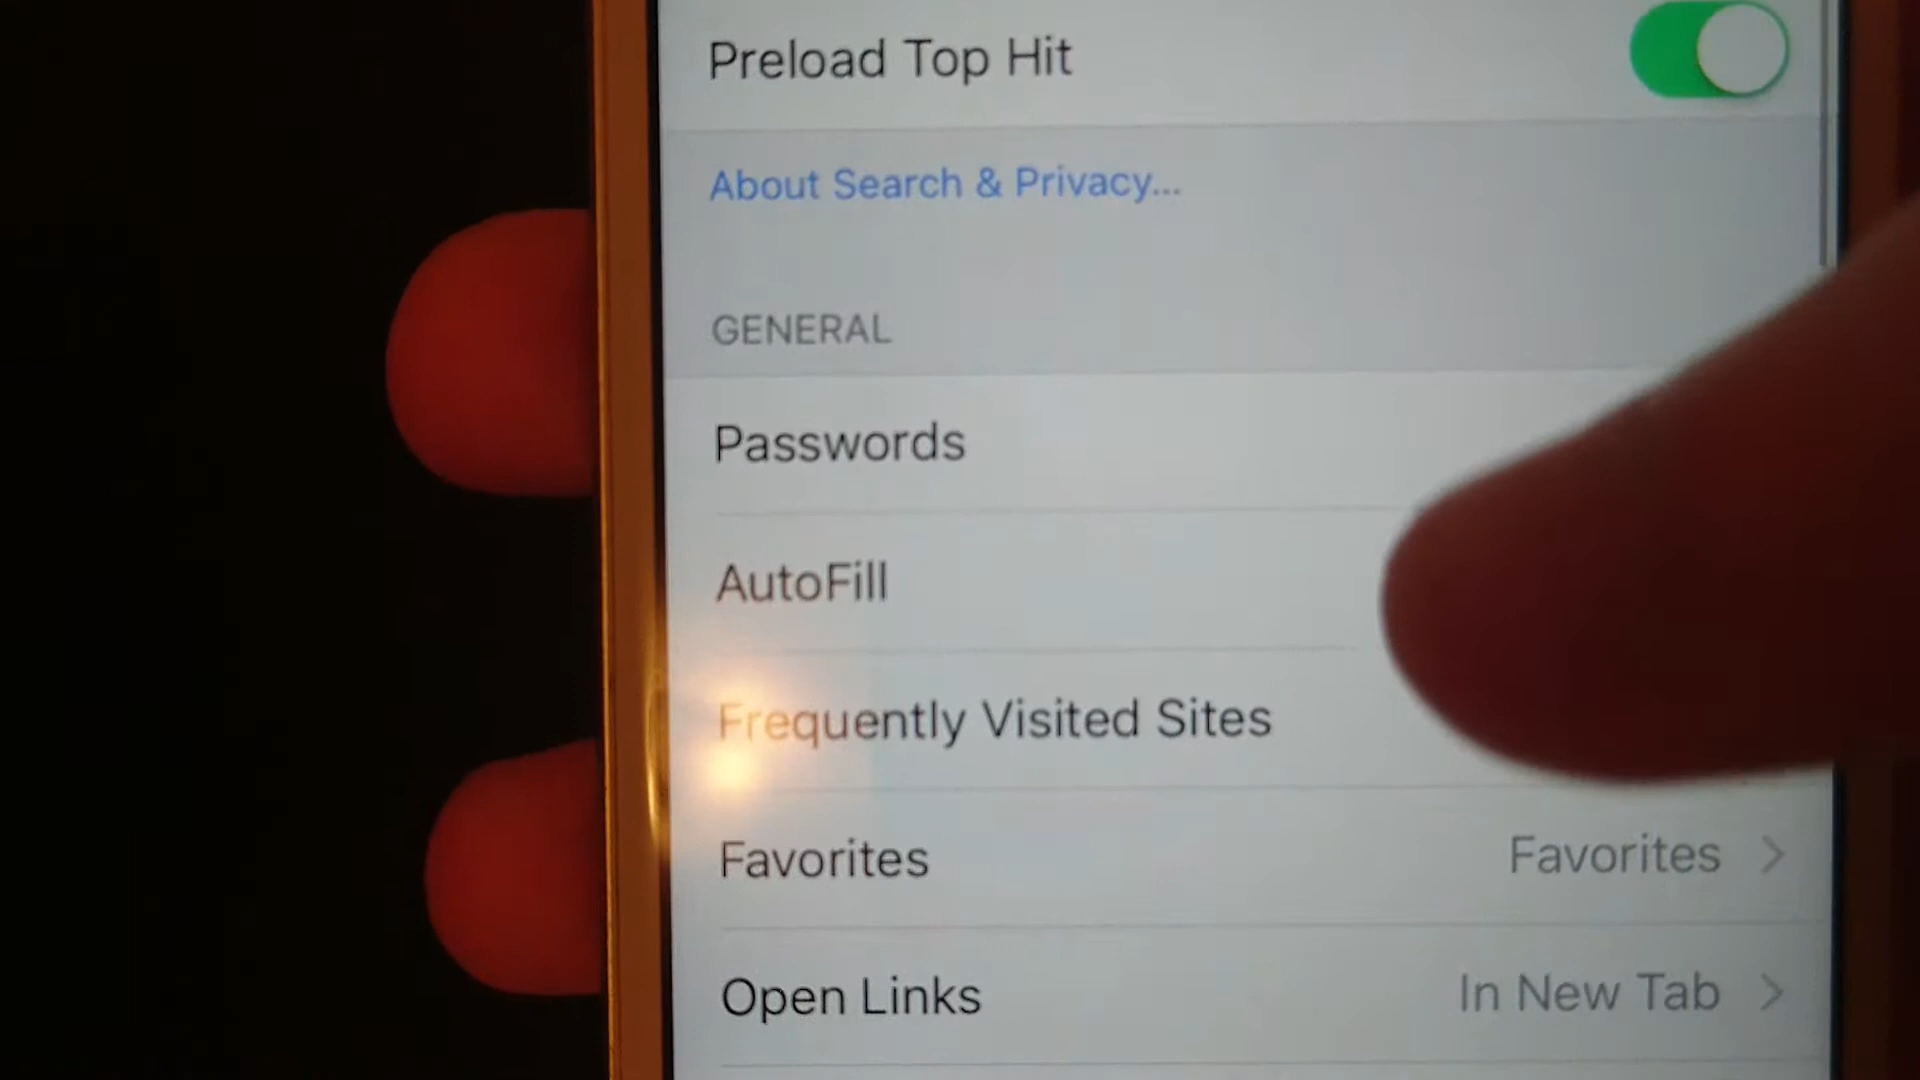 Preload Top Hit
About Search & Privacy...
GENERAL
Passwords
AutoFill
Frequently Visited Sites
Favorites Favorites >
Open Links In New Tab >